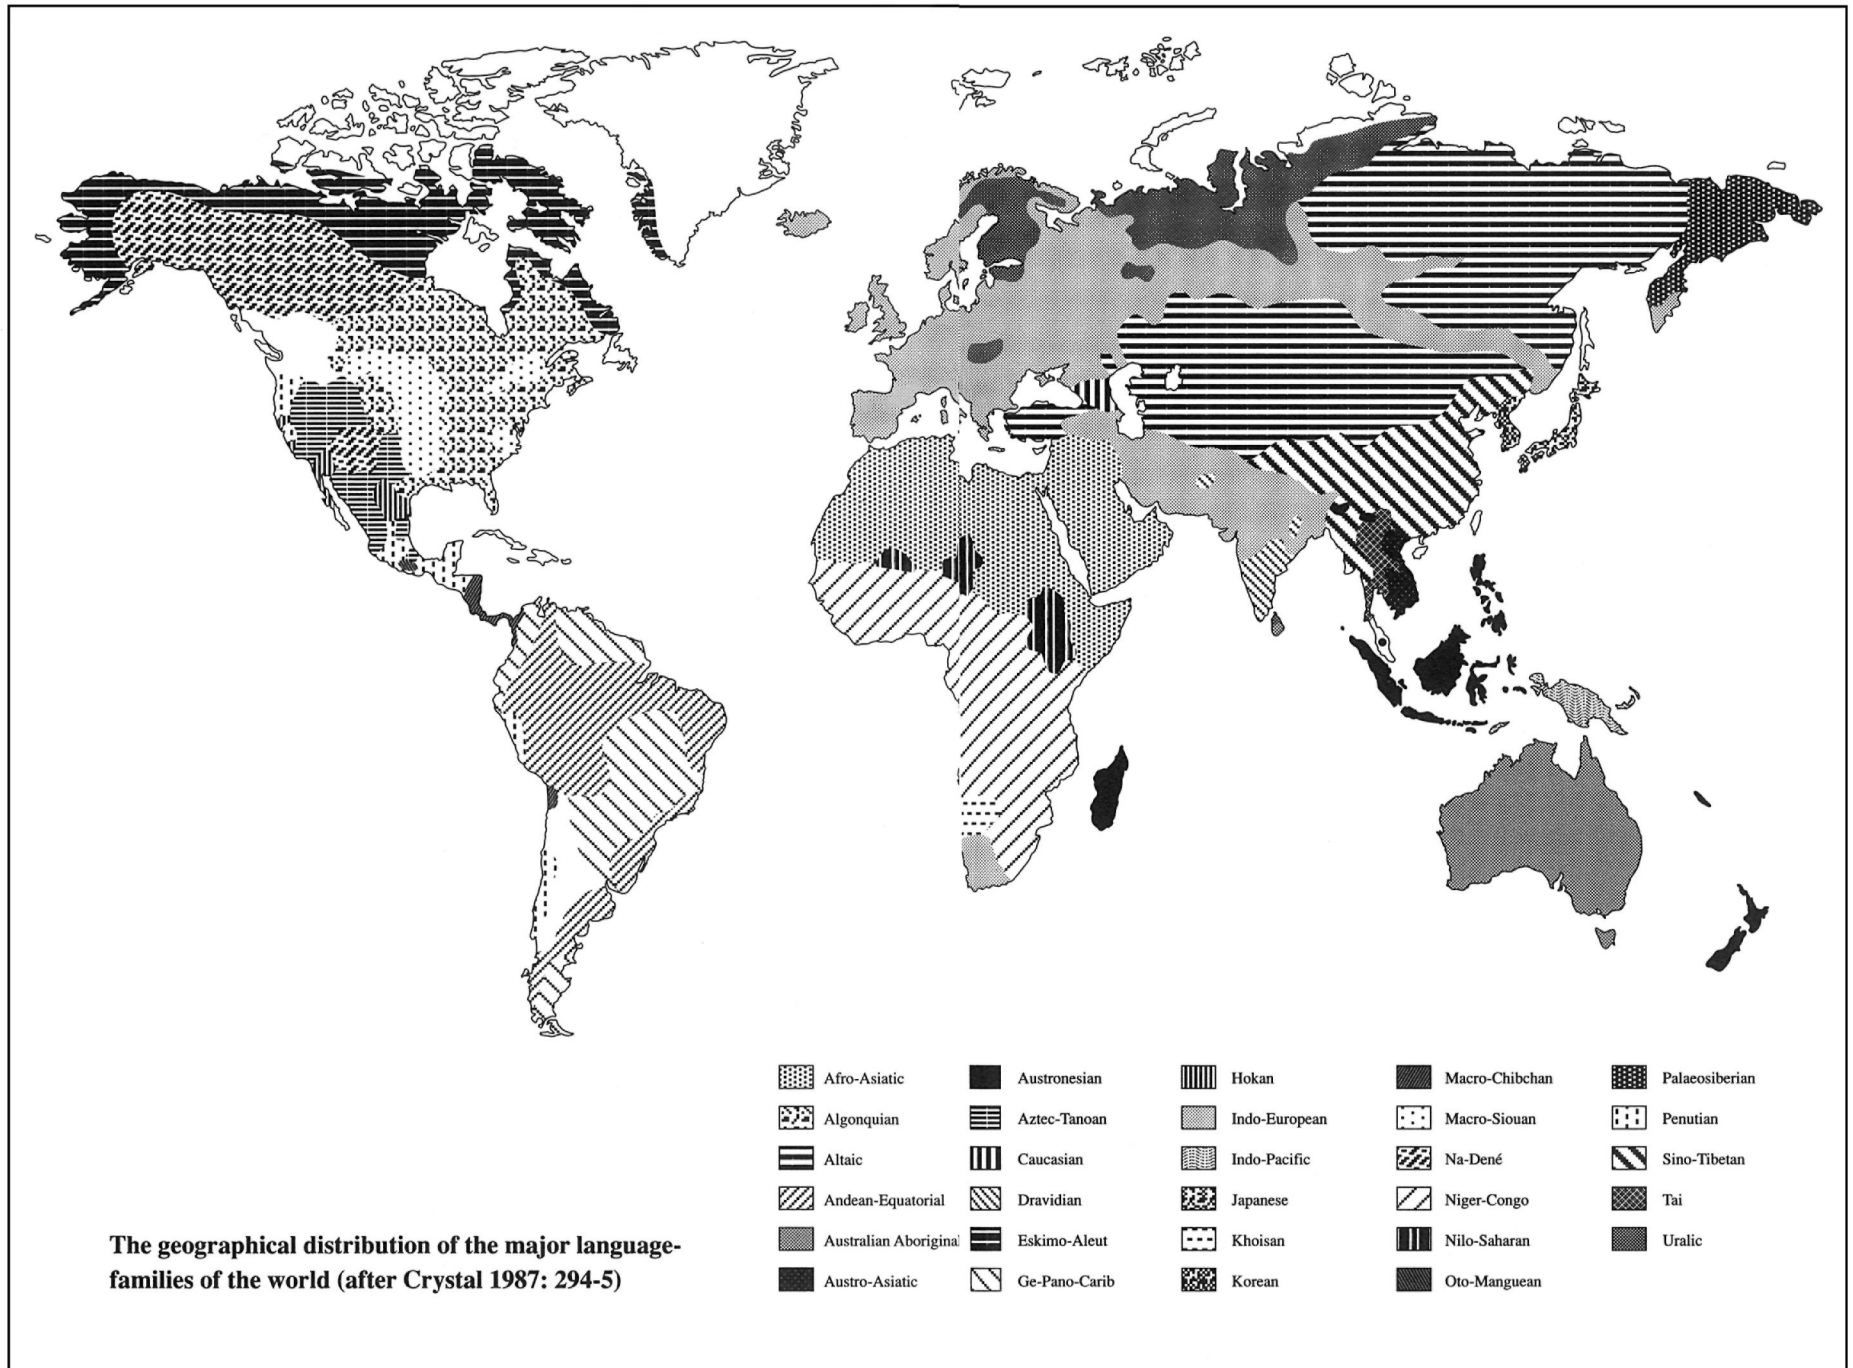 Afro-Asiatic
Algonquian
Altaic
Andean-Equatorial
Australian Aboriginal
Austro-Asiatic
Austronesian
Aztec-Tanoan
Caucasian
Dravidian
Eskimo-Aleut
Ge-Pano-Carib
Hokan
Indo-European
Indo-Pacific
Japanese
Khoisan
Korean
Macro-Chibchan
Macro-Siouan
Na-Dené
Niger-Congo
Nilo-Saharan
Oto-Manguean
Palaeosiberian
Penutian
Sino-Tibetan
Tai
Uralic
The geographical distribution of the major language-
families of the world (after Crystal 1987: 294-5)